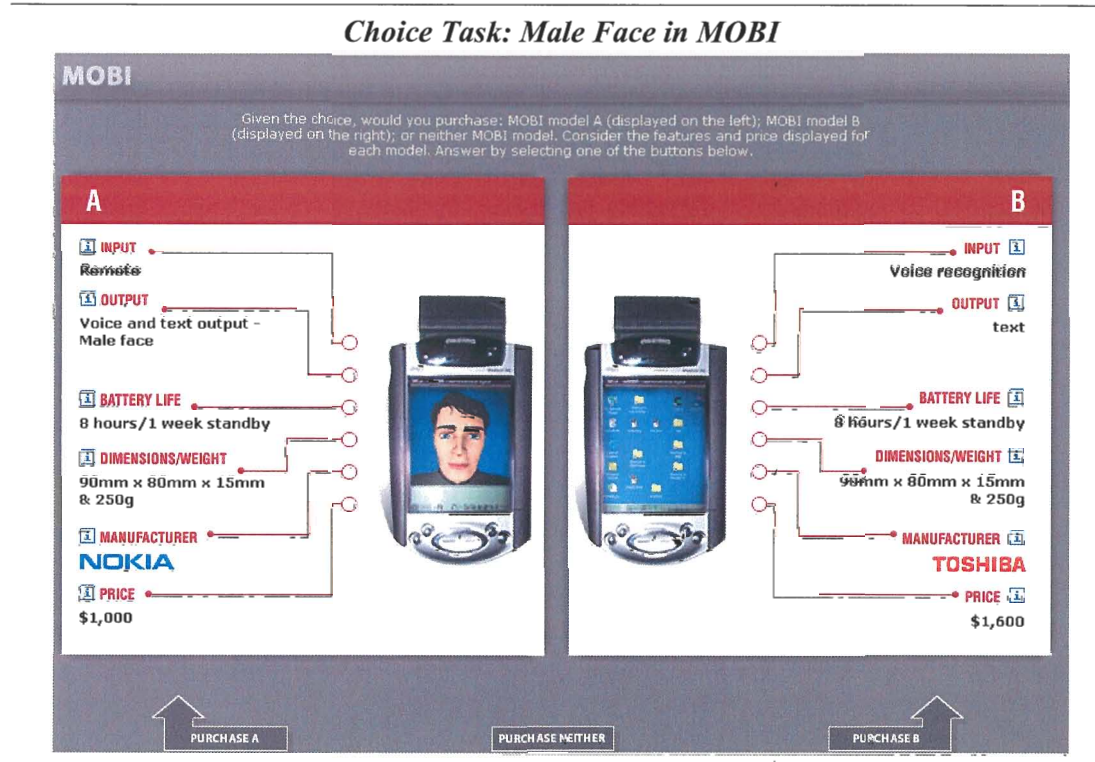 Choice Task: Male Face in MOBI
MOBI
Given the choice, would you purchase: MOBI model A (displayed on the left); MOBI model B
(displayed on the right); or neither MOBI model. Consider the features and price displayed for
each model. Answer by selecting one of the buttons below.
A
INPUT
Remote
OUTPUT
Voice and text output -
Male face
BATTERY LIFE
8 hours/1 week standby
DIMENSIONS/WEIGHT
90mm x 80mm x 15mm
& 250g
MANUFACTURER
NOKIA
PRICE
$1,000
B
INPUT
Voice recognition
OUTPUT
text
BATTERY LIFE
8 hours/1 week standby
DIMENSIONS/WEIGHT
90mm x 80mm x 15mm
& 250g
MANUFACTURER
TOSHIBA
PRICE
$1,600
PURCHASE A
PURCHASE NEITHER
PURCHASE B